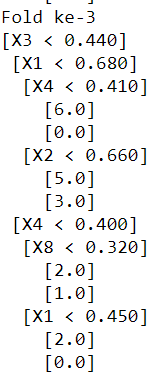 Fold ke-3
[X3 < 0.440]
[X1 < 0.680]
[X4 < 0.410]
[6.0]
[0.0]
[X2 < 0.660]
[5.0]
[3.0]
[X4 < 0.400]
[X8 < 0.320]
[2.0]
[1.0]
[X1 < 0.450]
[2.0]
[0.0]